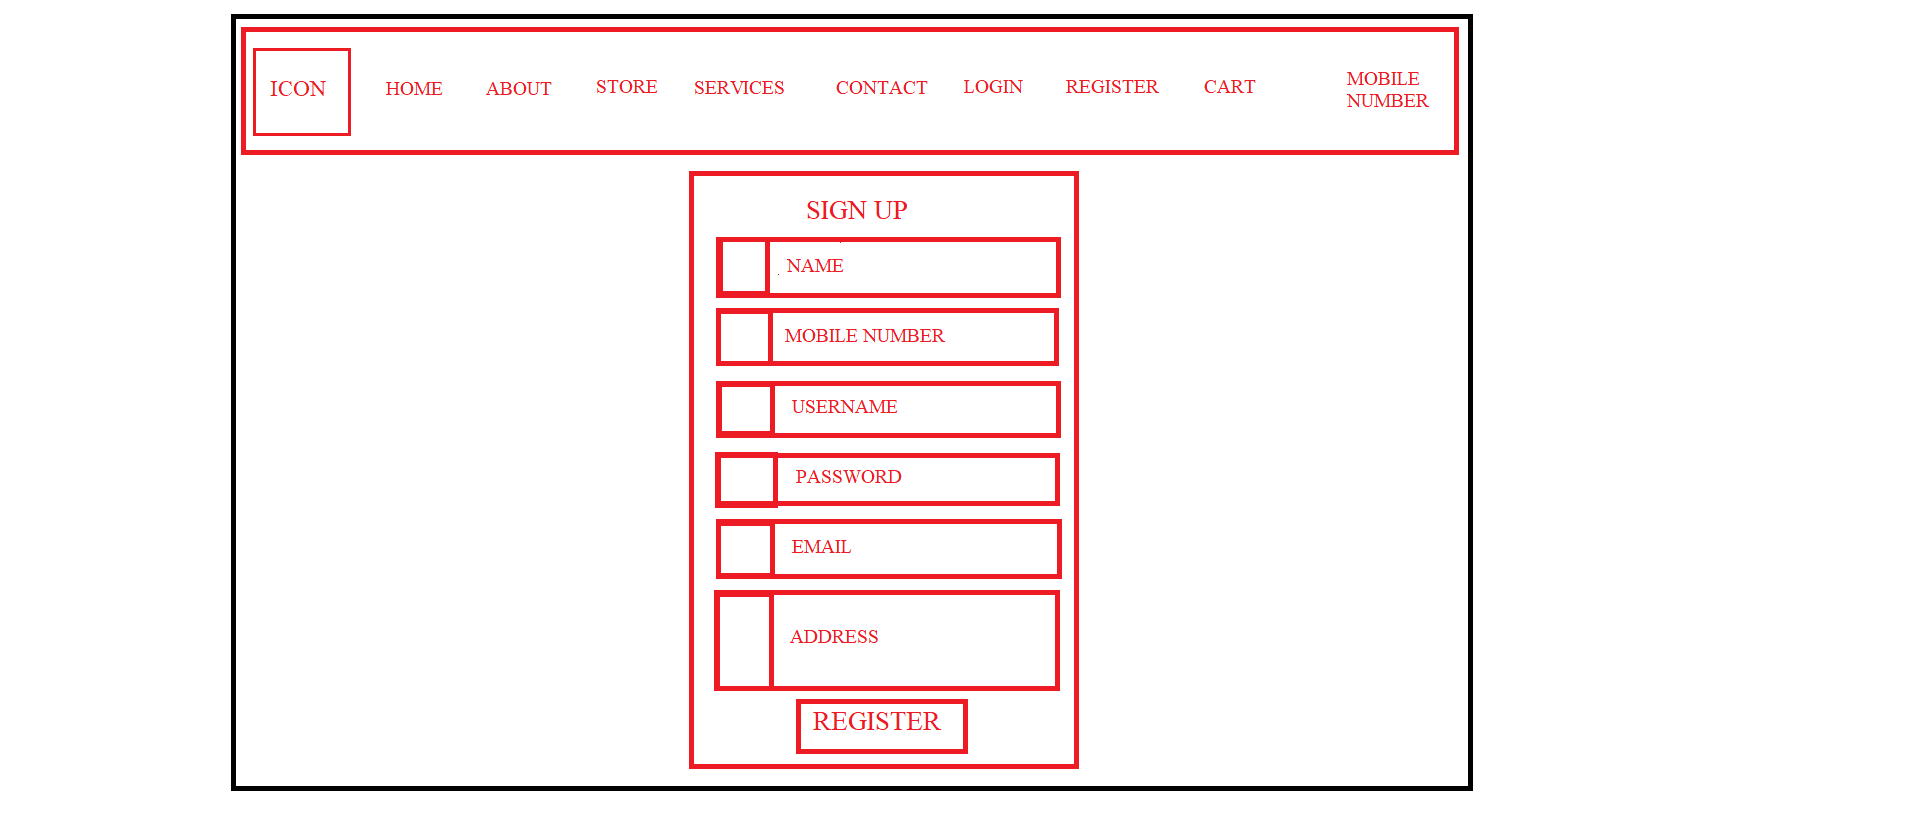 ICON
HOME
ABOUT
STORE
SERVICES
CONTACT
LOGIN
REGISTER
CART
MOBILE
NUMBER
SIGN UP
NAME
MOBILE NUMBER
USERNAME
PASSWORD
EMAIL
ADDRESS
REGISTER